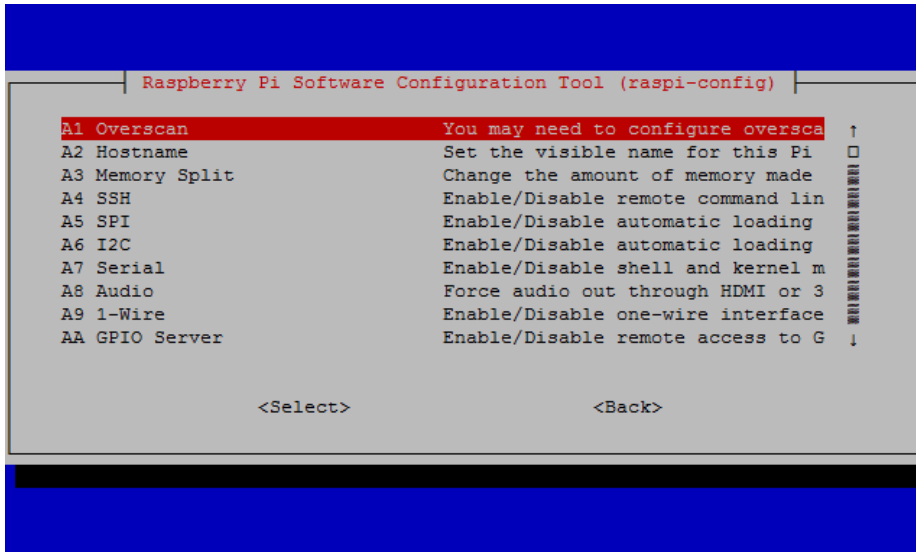 Raspberry Pi Software Configuration Tool (raspi-config)
A1 Overscan You may need to configure oversca
A2 Hostname Set the visible name for this Pi
A3 Memory Split Change the amount of memory made
A4 SSH Enable/Disable remote command lin
A5 SPI Enable/Disable automatic loading
A6 I2C Enable/Disable automatic loading
A7 Serial Enable/Disable shell and kernel m
A8 Audio Force audio out through HDMI or 3
A9 1-Wire Enable/Disable one-wire interface
AA GPIO Server Enable/Disable remote access to G
<Select> <Back>